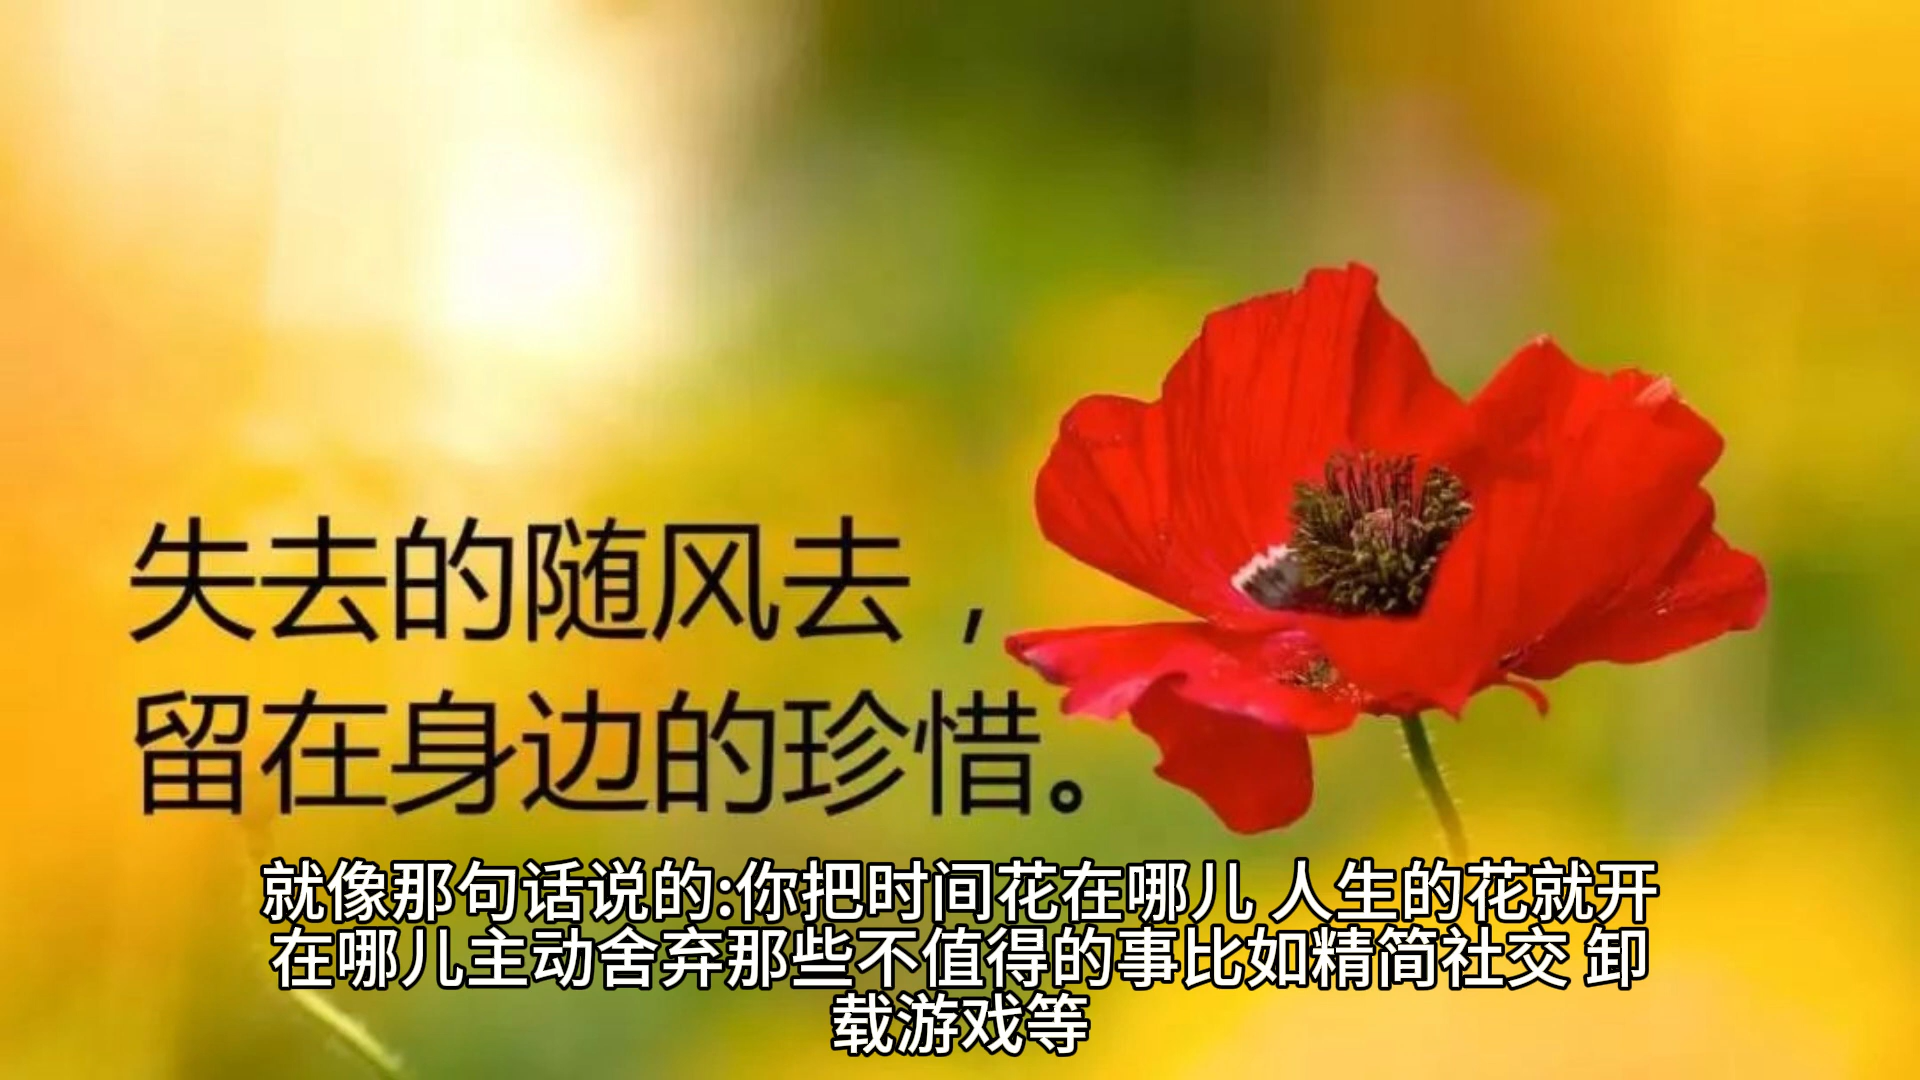 失去的随风去，
留在身边的珍惜。
就像那句话说的:你把时间花在哪儿 人生的花就开
在哪儿主动舍弃那些不值得的事比如精简社交 卸
载游戏等